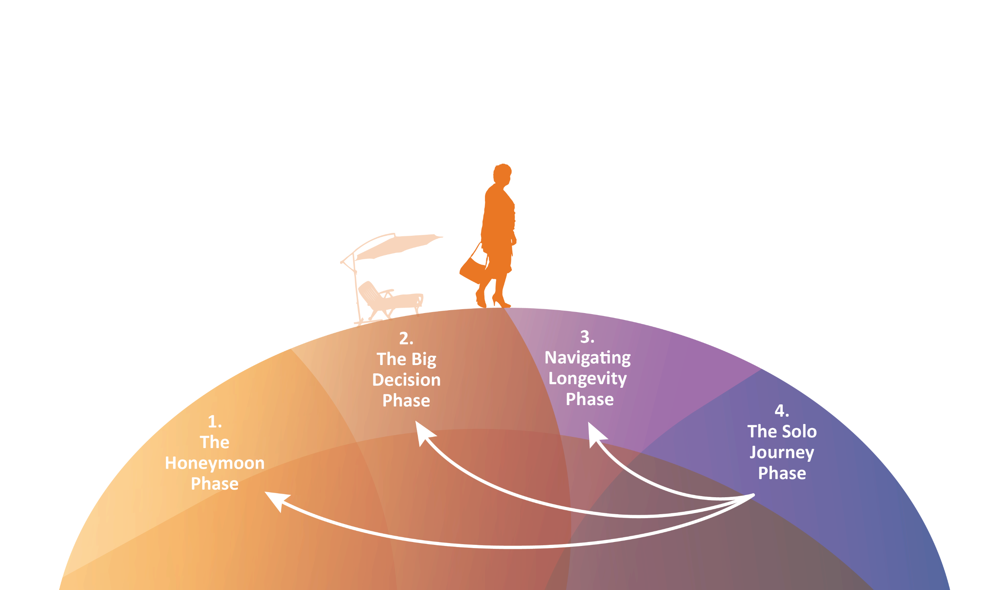 1.
The
Honeymoon
Phase
2.
The Big
Decision
Phase
3.
Navigating
Longevity
Phase
4.
The Solo
Journey
Phase